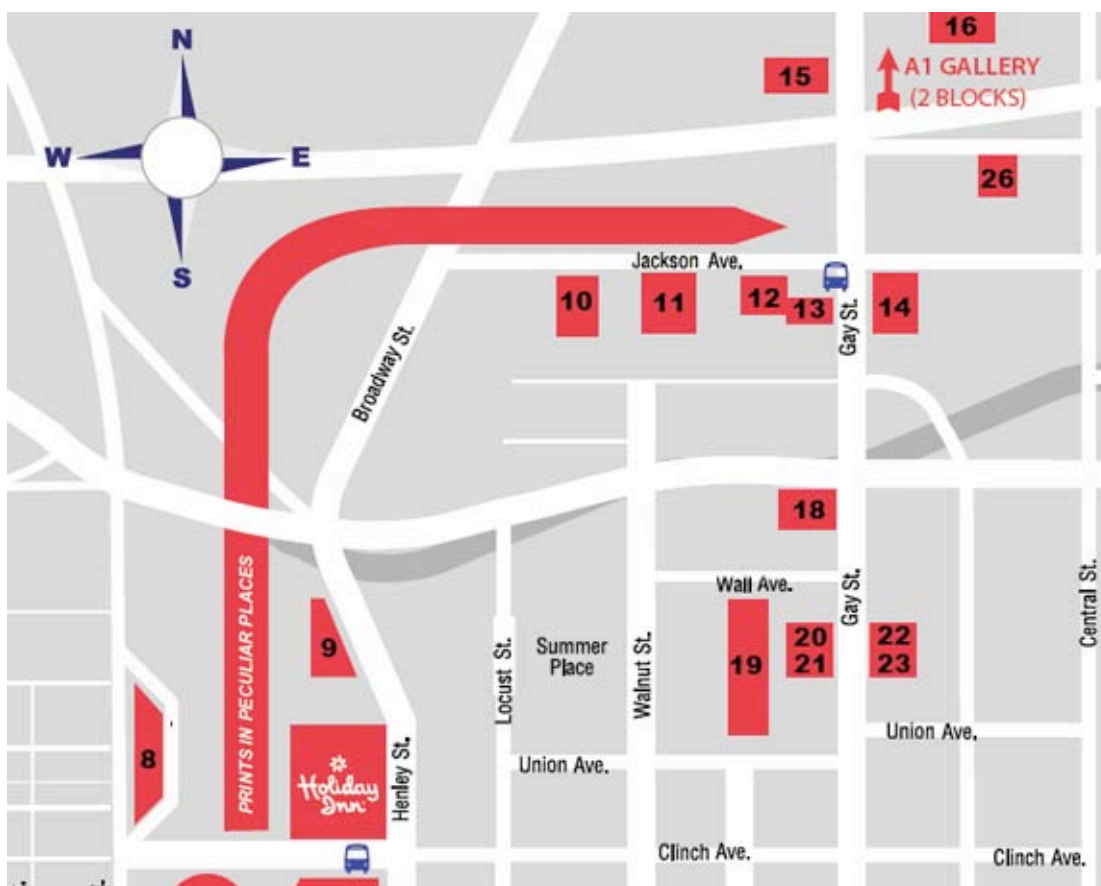 N
16
15
A1 GALLERY
(2 BLOCKS)
W
E
26
S
Jackson Ave.
10
11
12
13
14
Gay St.
Broadway St.
18
PRINTS IN PECULIAR PLACES
Wall Ave.
Gay St.
Central St.
9
Summer
Place
Locust St.
Walnut St.
19
20
21
22
23
8
Holiday
Inn
Henley St.
Union Ave.
Union Ave.
Clinch Ave.
Clinch Ave.